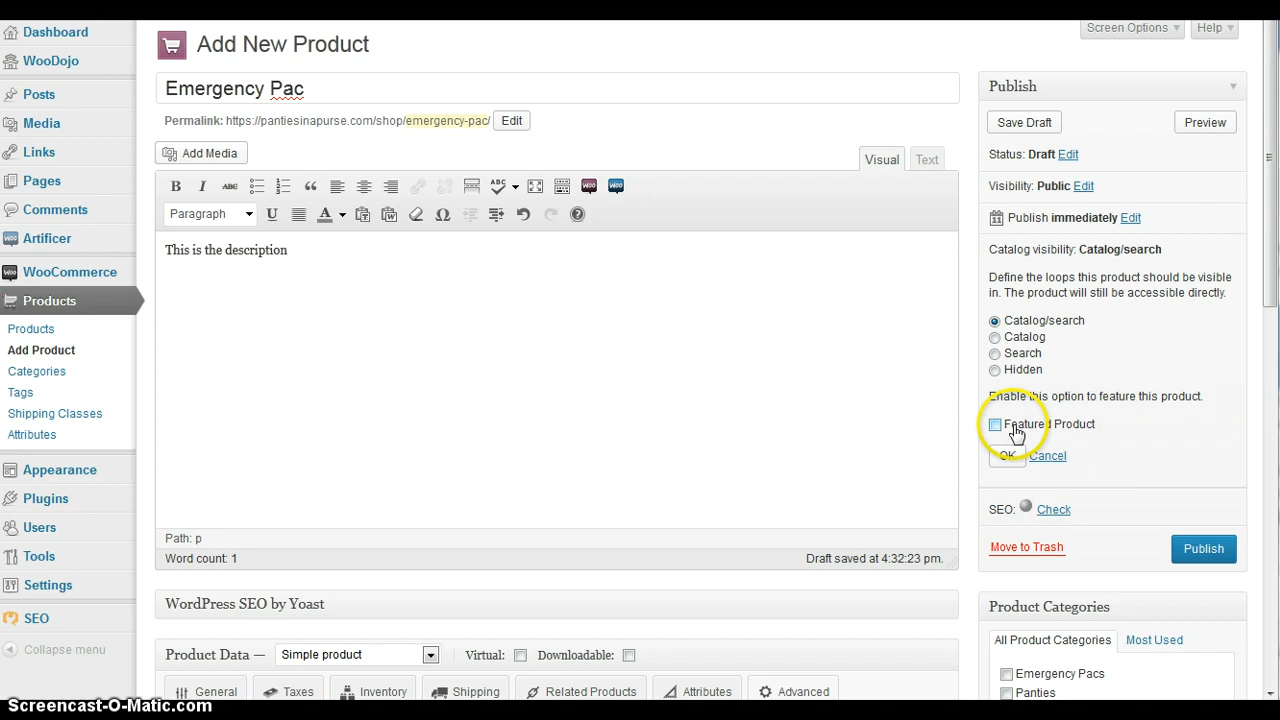 Dashboard
WooDojo
Posts
Media
Links
Pages
Comments
Artificer
WooCommerce
Products
Products
Add Product
Categories
Tags
Shipping Classes
Attributes
Appearance
Plugins
Users
Tools
Settings
SEO
Collapse menu
Screen Options
Help
Add New Product
Emergency Pac
Permalink: https://pantiesinapurse.com/shop/emergency-pac/ Edit
Add Media
Visual Text
B I ABC ABC
Paragraph U A Ω ?
This is the description
Path: p
Word count: 1 Draft saved at 4:32:23 pm.
WordPress SEO by Yoast
Product Data — Simple product Virtual: Downloadable:
General Taxes Inventory Shipping Related Products Attributes Advanced
Publish
Save Draft Preview
Status: Draft Edit
Visibility: Public Edit
11 Publish immediately Edit
Catalog visibility: Catalog/search
Define the loops this product should be visible
in. The product will still be accessible directly.
Catalog/search
Catalog
Search
Hidden
Enable this option to feature this product.
Featured Product
OK Cancel
SEO: Check
Move to Trash Publish
Product Categories
All Product Categories Most Used
Emergency Pacs
Panties
Screencast-O-Matic.com